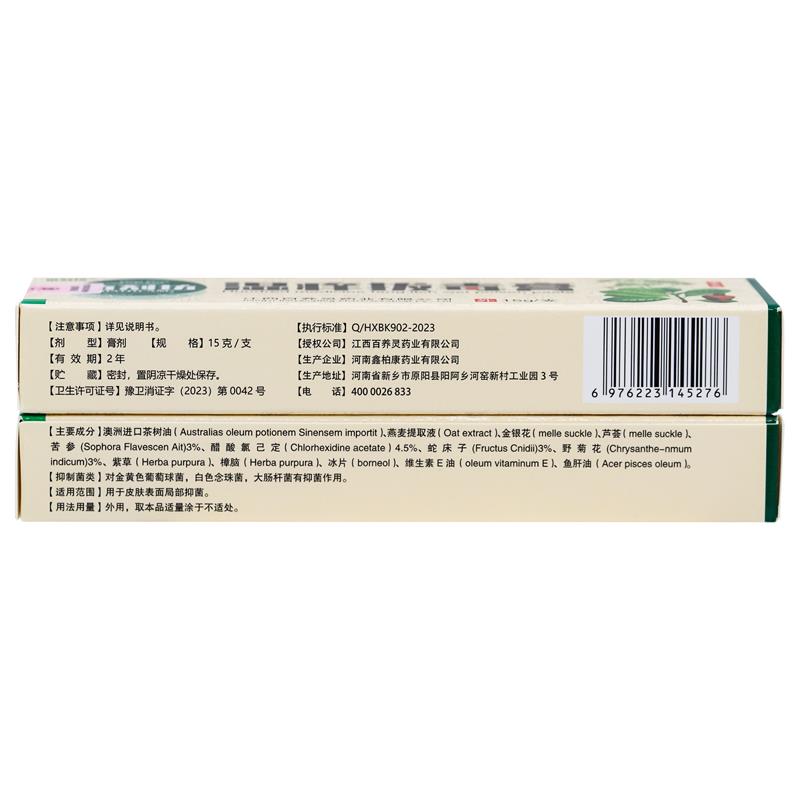 【注意事项】详见说明书。
【剂 型】膏剂 【规 格】15克/支
【有 效 期】2年
【贮 藏】密封，置阴凉干燥处保存。
【卫生许可证号】豫卫消证字（2023）第0042号
【执行标准】Q/HXBK902-2023
【授权公司】江西百养灵药业有限公司
【生产企业】河南鑫柏康药业有限公司
【生产地址】河南省新乡市原阳县阳阿乡河窑新村工业园3号
【电 话】400 0026 833
6 976223 145276
【主要成分】澳洲进口茶树油（Australias oleum potionem Sinensem importit）、燕麦提取液（Oat extract）、金银花（melle suckle）、芦荟（melle suckle）、
苦参(Sophora Flavescen Ait)3%、醋酸氯己定(Chlorhexidine acetate) 4.5%、蛇床子(Fructus Cnidii)3%、野菊花(Chrysanthe-nmum
indicum)3%、紫草（Herba purpura）、樟脑（Herba purpura）、冰片（borneol）、维生素E油（oleum vitaminum E）、鱼肝油（Acer pisces oleum）。
【抑制菌类】对金黄色葡萄球菌，白色念珠菌，大肠杆菌有抑菌作用。
【适用范围】用于皮肤表面局部抑菌。
【用法用量】外用，取本品适量涂于不适处。